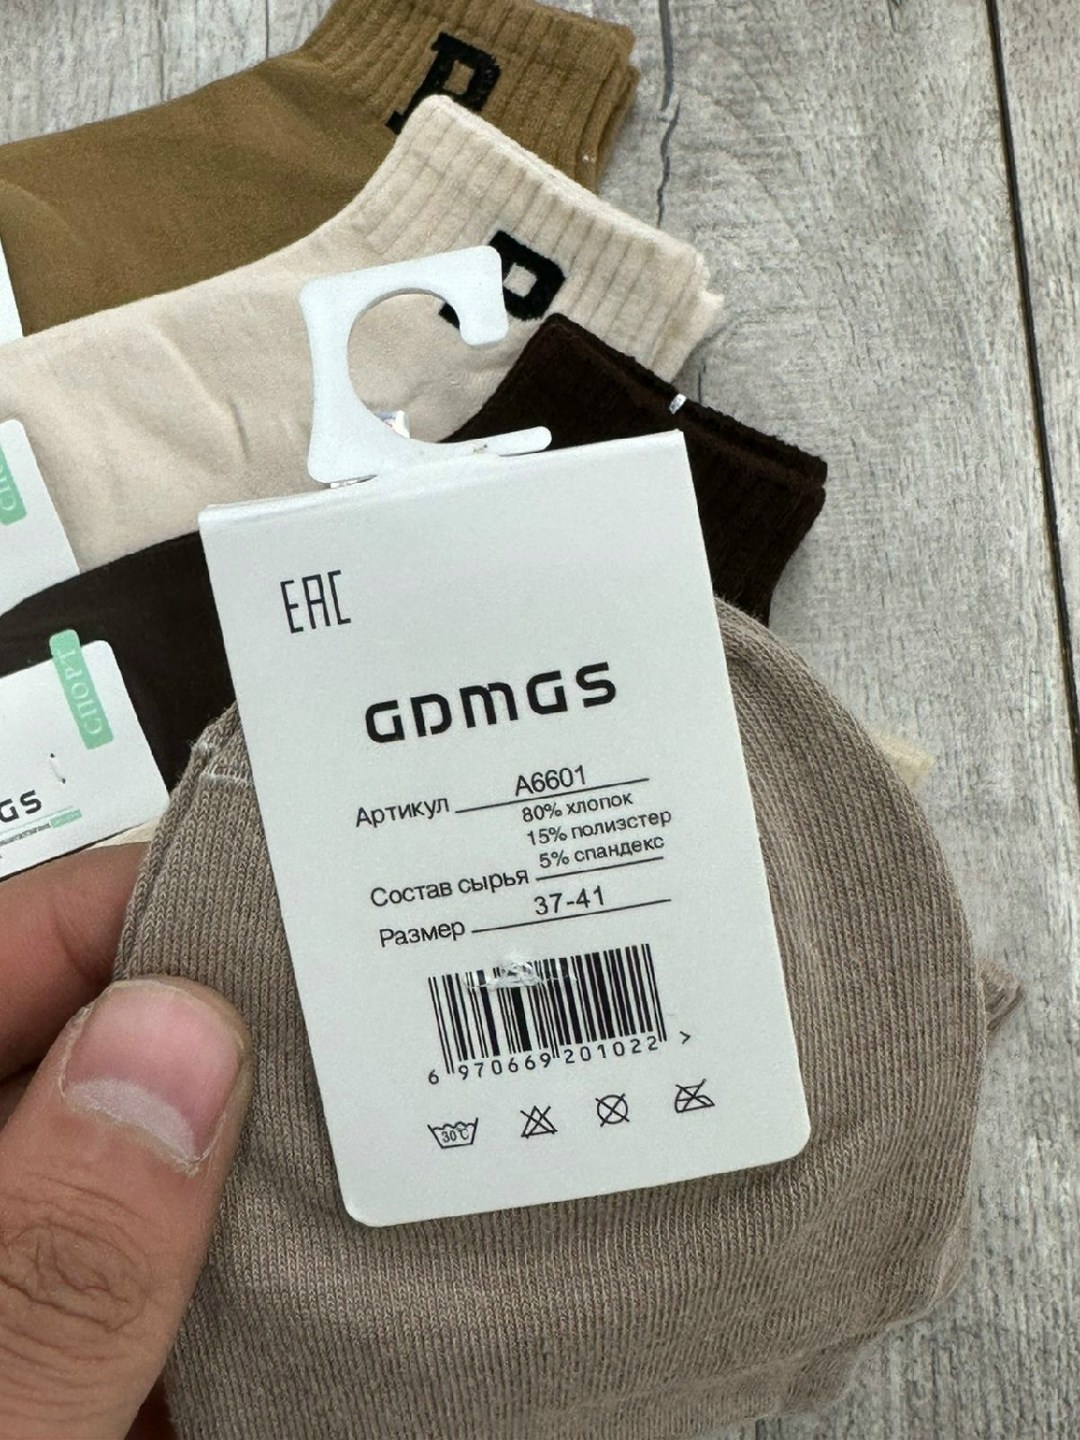 P
P
СПОРТ
GS
EAC
GDMGS
Артикул A6601
80% хлопок
15% полиэстер
5% спандекс
Состав сырья
Размер 37-41
6 970669 201022 >
30°C